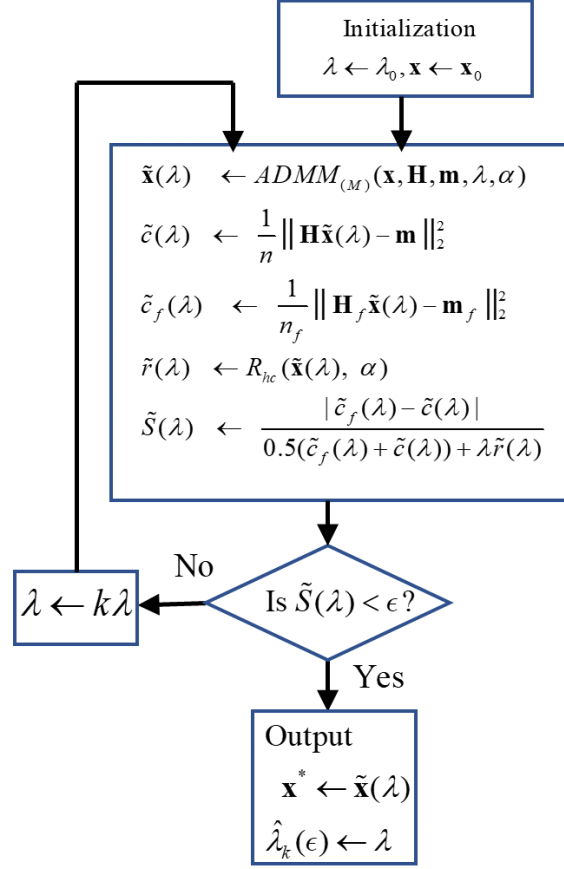 Initialization
λ ← λ₀, x ← x₀
x̃(λ) ← ADMM₍M₎(x, H, m, λ, α)
c̃(λ) ← 1/n || Hx̃(λ) − m ||₂²
c̃_f(λ) ← 1/n_f || H_f x̃(λ) − m_f ||₂²
r̃(λ) ← R_hc(x̃(λ), α)
S̃(λ) ← | c̃_f(λ) − c̃(λ) | / 0.5(c̃_f(λ) + c̃(λ)) + λr̃(λ)
No
λ ← kλ
Is S̃(λ) < ϵ ?
Yes
Output
x* ← x̃(λ)
λ̂_k(ϵ) ← λ